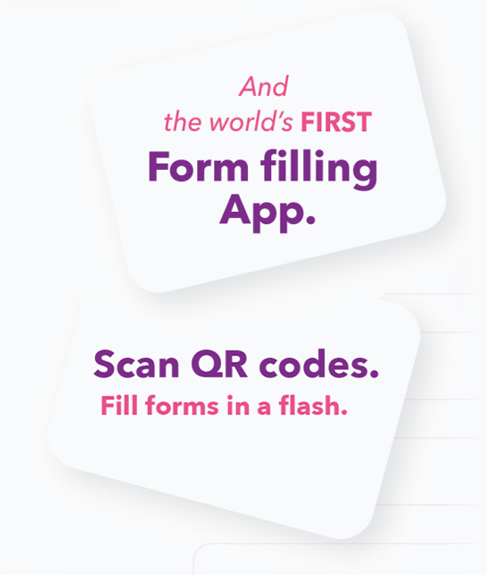 And
the world's FIRST
Form filling
App.
Scan QR codes.
Fill forms in a flash.